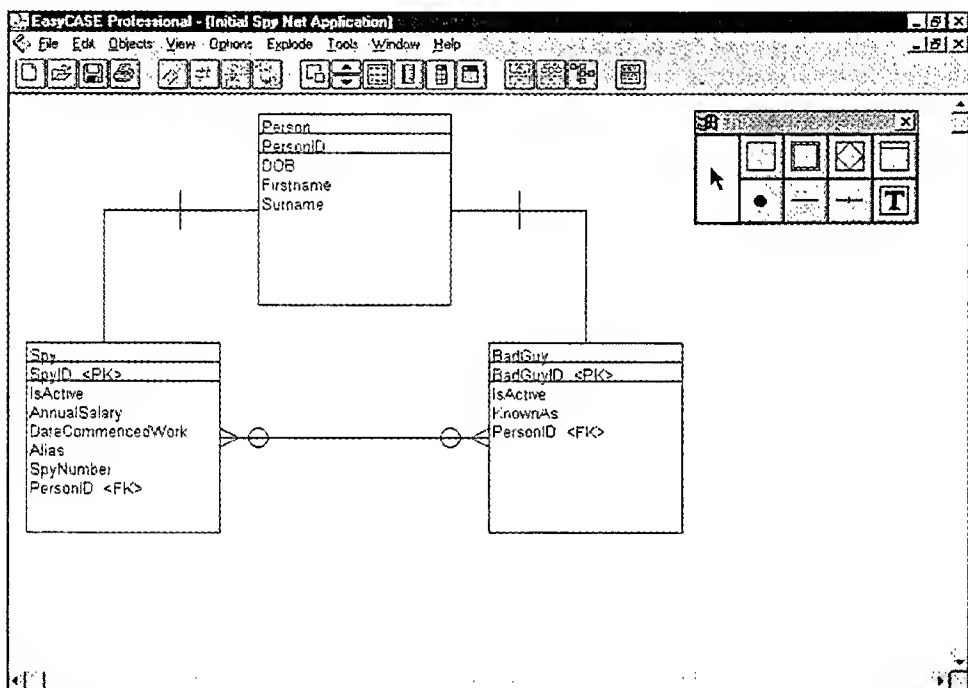 EasyCASE Professional - [Initial Spy Net Application]
File Edit Objects View Options Explode Tools Window Help
Person
PersonID
DOB
Firstname
Surname
T
Spy
SpyID <PK>
IsActive
AnnualSalary
DateCommencedWork
Alias
SpyNumber
PersonID <FK>
BadGuy
BadGuyID <PK>
IsActive
KnownAs
PersonID <FK>